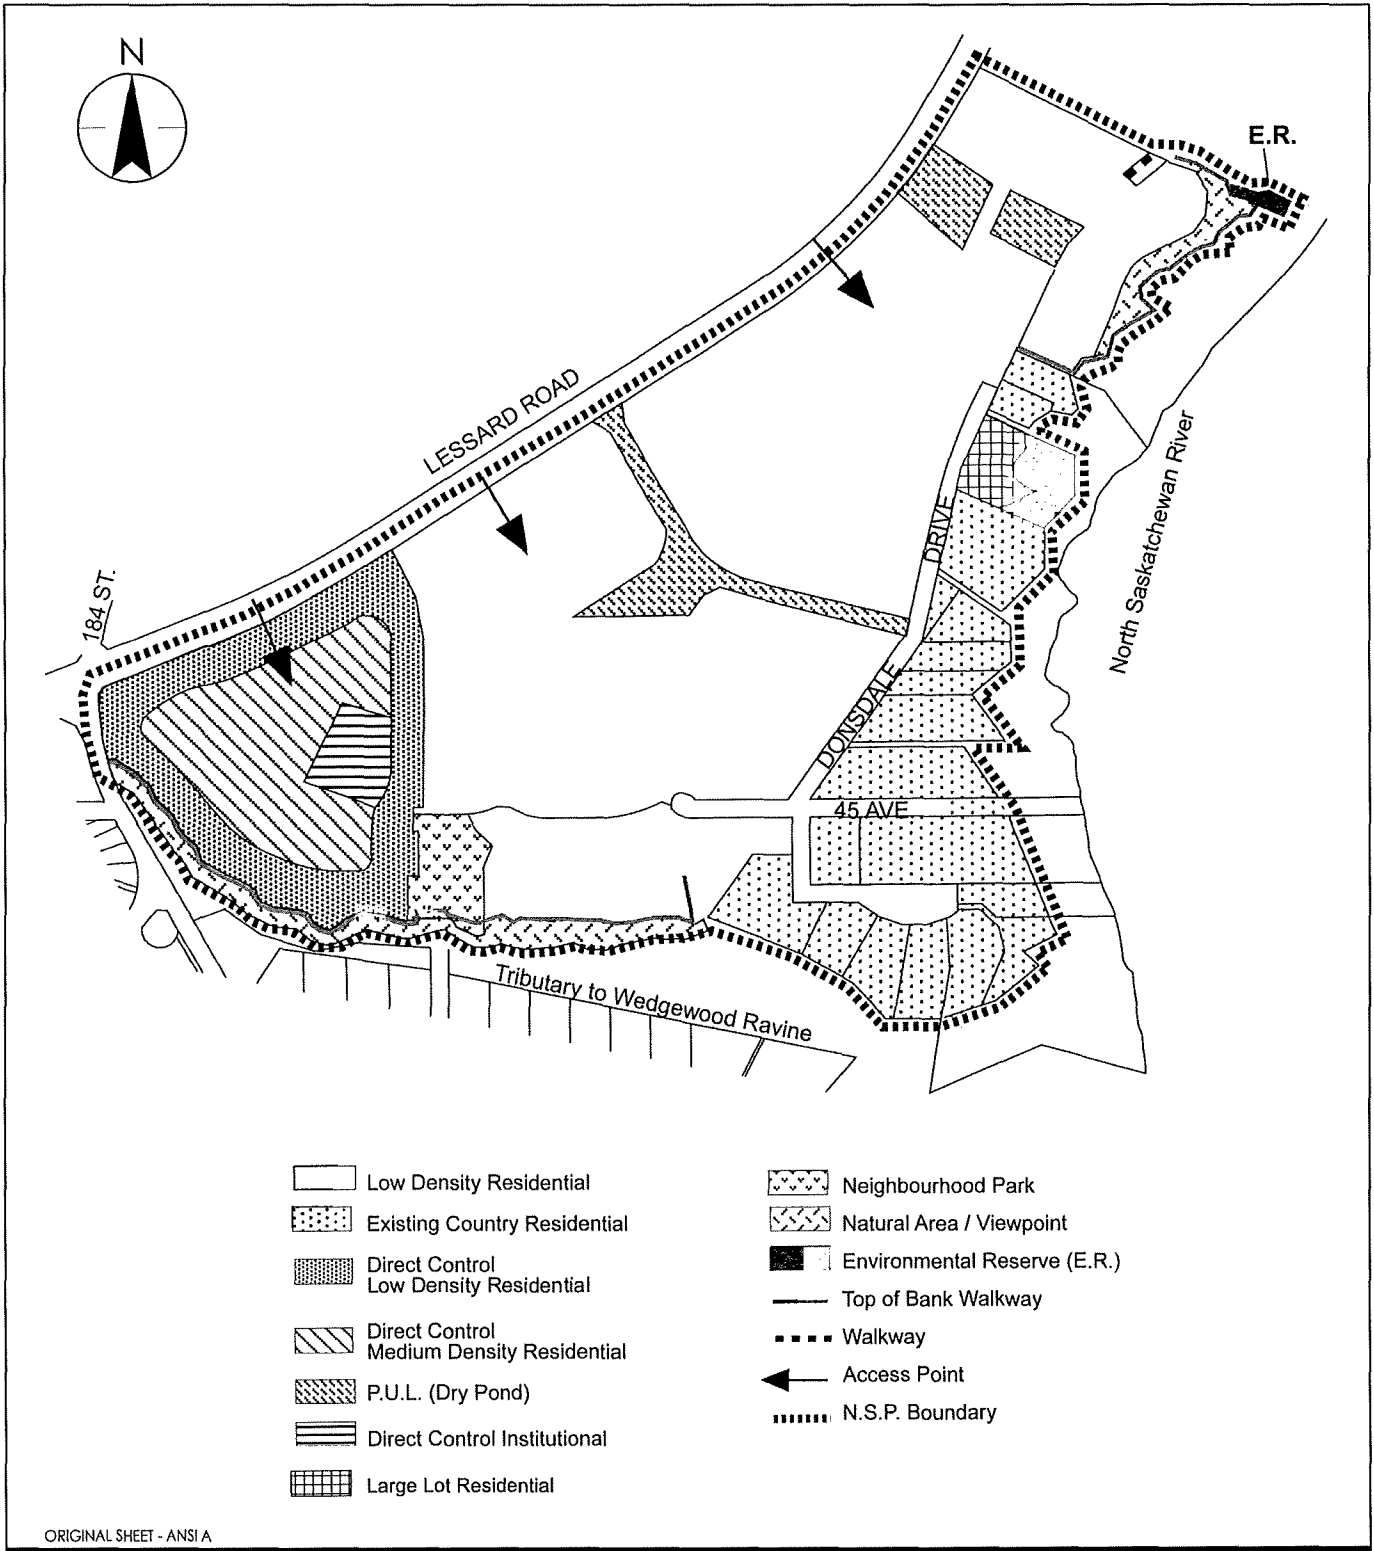 N
E.R.
LESSARD ROAD
184 ST.
North Saskatchewan River
DONSDALE DRIVE
45 AVE
Tributary to Wedgewood Ravine
Low Density Residential
Existing Country Residential
Direct Control
Low Density Residential
Direct Control
Medium Density Residential
P.U.L. (Dry Pond)
Direct Control Institutional
Large Lot Residential
Neighbourhood Park
Natural Area / Viewpoint
Environmental Reserve (E.R.)
Top of Bank Walkway
Walkway
Access Point
N.S.P. Boundary
ORIGINAL SHEET - ANSI A